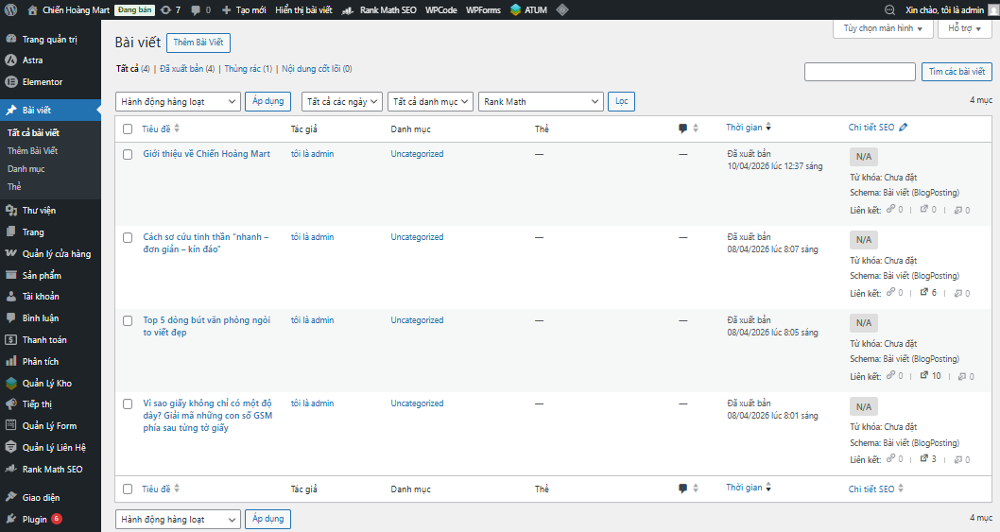 Chiến Hoàng Mart Đang bán 7 0 Tạo mới Hiển thị bài viết Rank Math SEO WPCode WPForms ATUM Xin chào, tôi là admin
Trang quản trị
Astra
Elementor
Bài viết
Tất cả bài viết
Thêm Bài Viết
Danh mục
Thẻ
Thư viện
Trang
Quản lý cửa hàng
Sản phẩm
Tài khoản
Bình luận
Thanh toán
Phân tích
Quản Lý Kho
Tiếp thị
Quản Lý Form
Quản Lý Liên Hệ
Rank Math SEO
Giao diện
Plugin 6
Tùy chọn màn hình Hỗ trợ
Bài viết Thêm Bài Viết
Tất cả (4) | Đã xuất bản (4) | Thùng rác (1) | Nội dung cốt lõi (0)
Tìm các bài viết
Hành động hàng loạt Áp dụng Tất cả các ngày Tất cả danh mục Rank Math Lọc 4 mục
Tiêu đề Tác giả Danh mục Thẻ Thời gian Chi tiết SEO
Giới thiệu về Chiến Hoàng Mart tôi là admin Uncategorized — — Đã xuất bản N/A
10/04/2026 lúc 12:37 sáng
Từ khóa: Chưa đặt
Schema: Bài viết (BlogPosting)
Liên kết: 0 | 0 | 0
Cách sơ cứu tinh thần “nhanh – tôi là admin Uncategorized — — Đã xuất bản N/A
đơn giản – kín đáo” 08/04/2026 lúc 8:07 sáng
Từ khóa: Chưa đặt
Schema: Bài viết (BlogPosting)
Liên kết: 0 | 6 | 0
Top 5 dòng bút văn phòng ngòi tôi là admin Uncategorized — — Đã xuất bản N/A
to viết đẹp 08/04/2026 lúc 8:05 sáng
Từ khóa: Chưa đặt
Schema: Bài viết (BlogPosting)
Liên kết: 0 | 10 | 0
Vì sao giấy không chỉ có một độ tôi là admin Uncategorized — — Đã xuất bản N/A
dày? Giải mã những con số GSM 08/04/2026 lúc 8:01 sáng
phía sau từng tờ giấy
Từ khóa: Chưa đặt
Schema: Bài viết (BlogPosting)
Liên kết: 0 | 3 | 0
Tiêu đề Tác giả Danh mục Thẻ Thời gian Chi tiết SEO
Hành động hàng loạt Áp dụng 4 mục